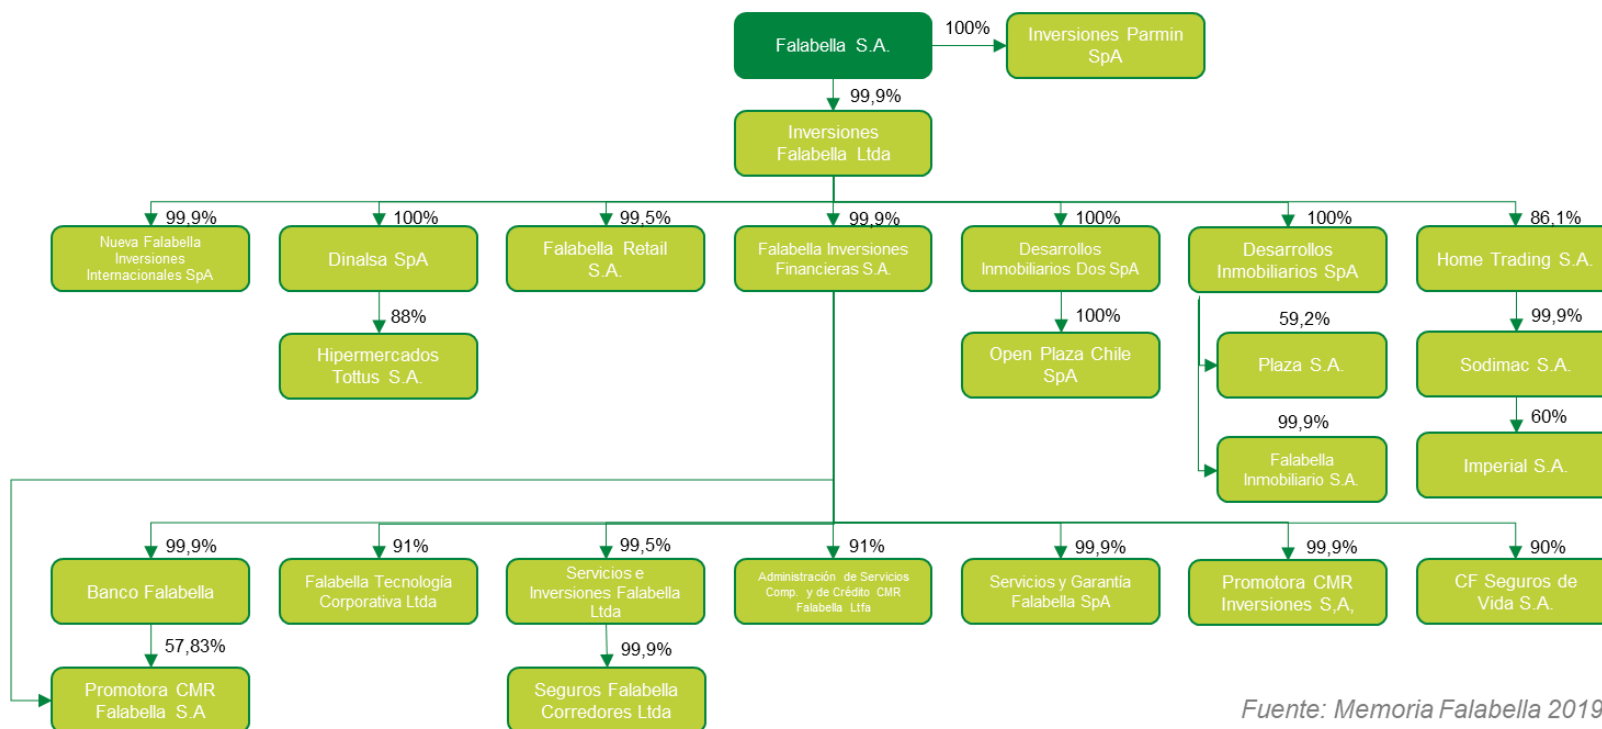 Falabella S.A.
100%
Inversiones Parmin
SpA
99,9%
Inversiones
Falabella Ltda
99,9%
100%
99,5%
99,9%
100%
100%
86,1%
Nueva Falabella
Inversiones
Internacionales SpA
Dinalsa SpA
Falabella Retail
S.A.
Falabella Inversiones
Financieras S.A.
Desarrollos
Inmobiliarios Dos SpA
Desarrollos
Inmobiliarios SpA
Home Trading S.A.
88%
100%
59,2%
99,9%
Hipermercados
Tottus S.A.
Open Plaza Chile
SpA
Plaza S.A.
Sodimac S.A.
99,9%
60%
Falabella
Inmobiliario S.A.
Imperial S.A.
99,9%
91%
99,5%
91%
99,9%
99,9%
90%
Banco Falabella
Falabella Tecnología
Corporativa Ltda
Servicios e
Inversiones Falabella
Ltda
Administración de Servicios
Comp. y de Crédito CMR
Falabella Ltfa
Servicios y Garantía
Falabella SpA
Promotora CMR
Inversiones S,A,
CF Seguros de
Vida S.A.
57,83%
99,9%
Promotora CMR
Falabella S.A
Seguros Falabella
Corredores Ltda
Fuente: Memoria Falabella 2019